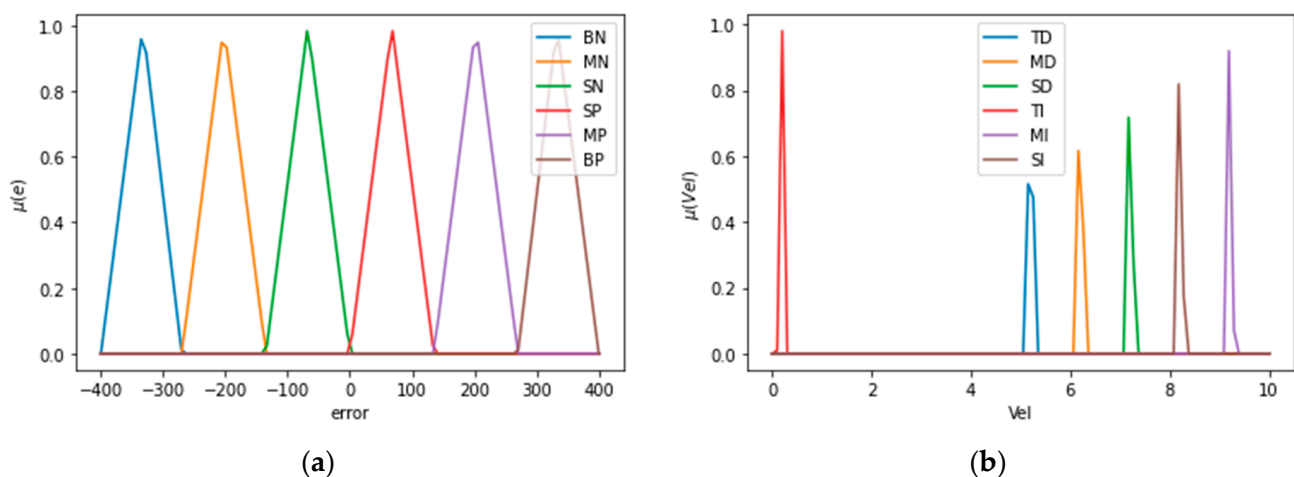 1.0
0.8
0.6
0.4
0.2
0.0
μ(e)
BN
MN
SN
SP
MP
BP
−400 −300 −200 −100 0 100 200 300 400
error
(a)
1.0
0.8
0.6
0.4
0.2
0.0
μ(Vel)
TD
MD
SD
TI
MI
SI
0 2 4 6 8 10
Vel
(b)